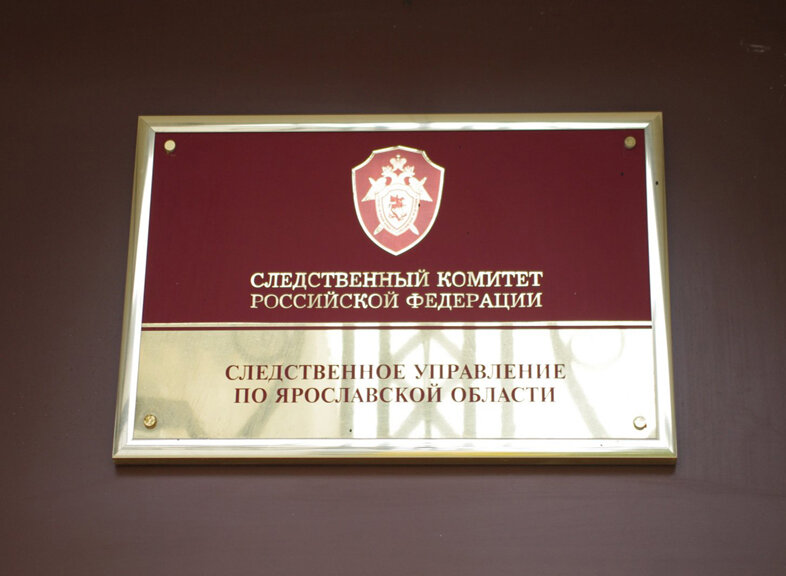 СЛЕДСТВЕННЫЙ КОМИТЕТ
РОССИЙСКОЙ ФЕДЕРАЦИИ
СЛЕДСТВЕННОЕ УПРАВЛЕНИЕ
ПО ЯРОСЛАВСКОЙ ОБЛАСТИ